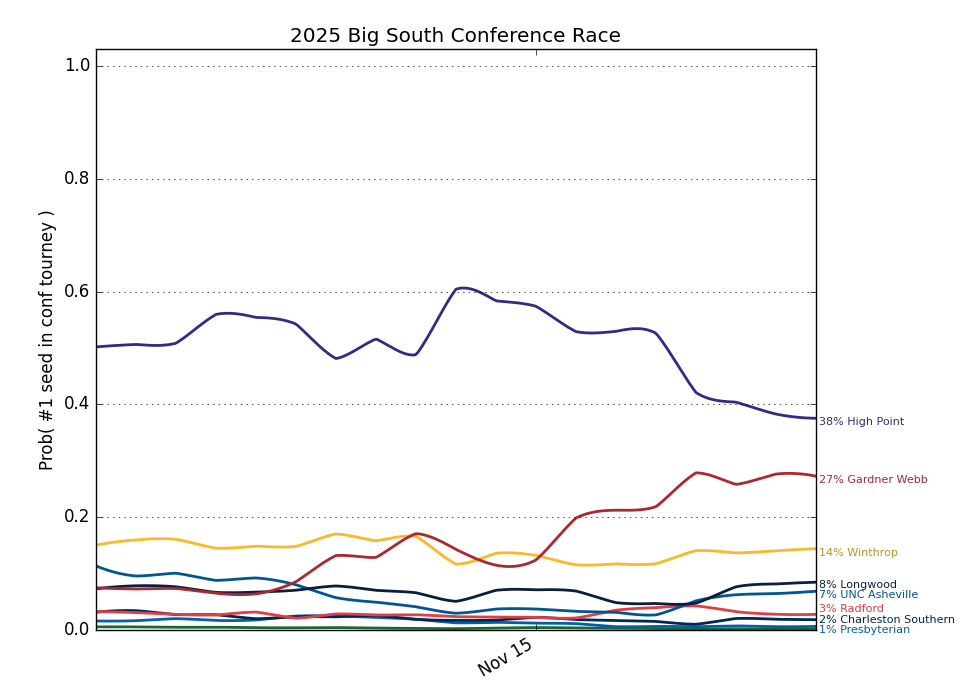 2025 Big South Conference Race
Prob( #1 seed in conf tourney )
1.0
0.8
0.6
0.4
0.2
0.0
Nov 15
38% High Point
27% Gardner Webb
14% Winthrop
8% Longwood
7% UNC Asheville
3% Radford
2% Charleston Southern
1% Presbyterian